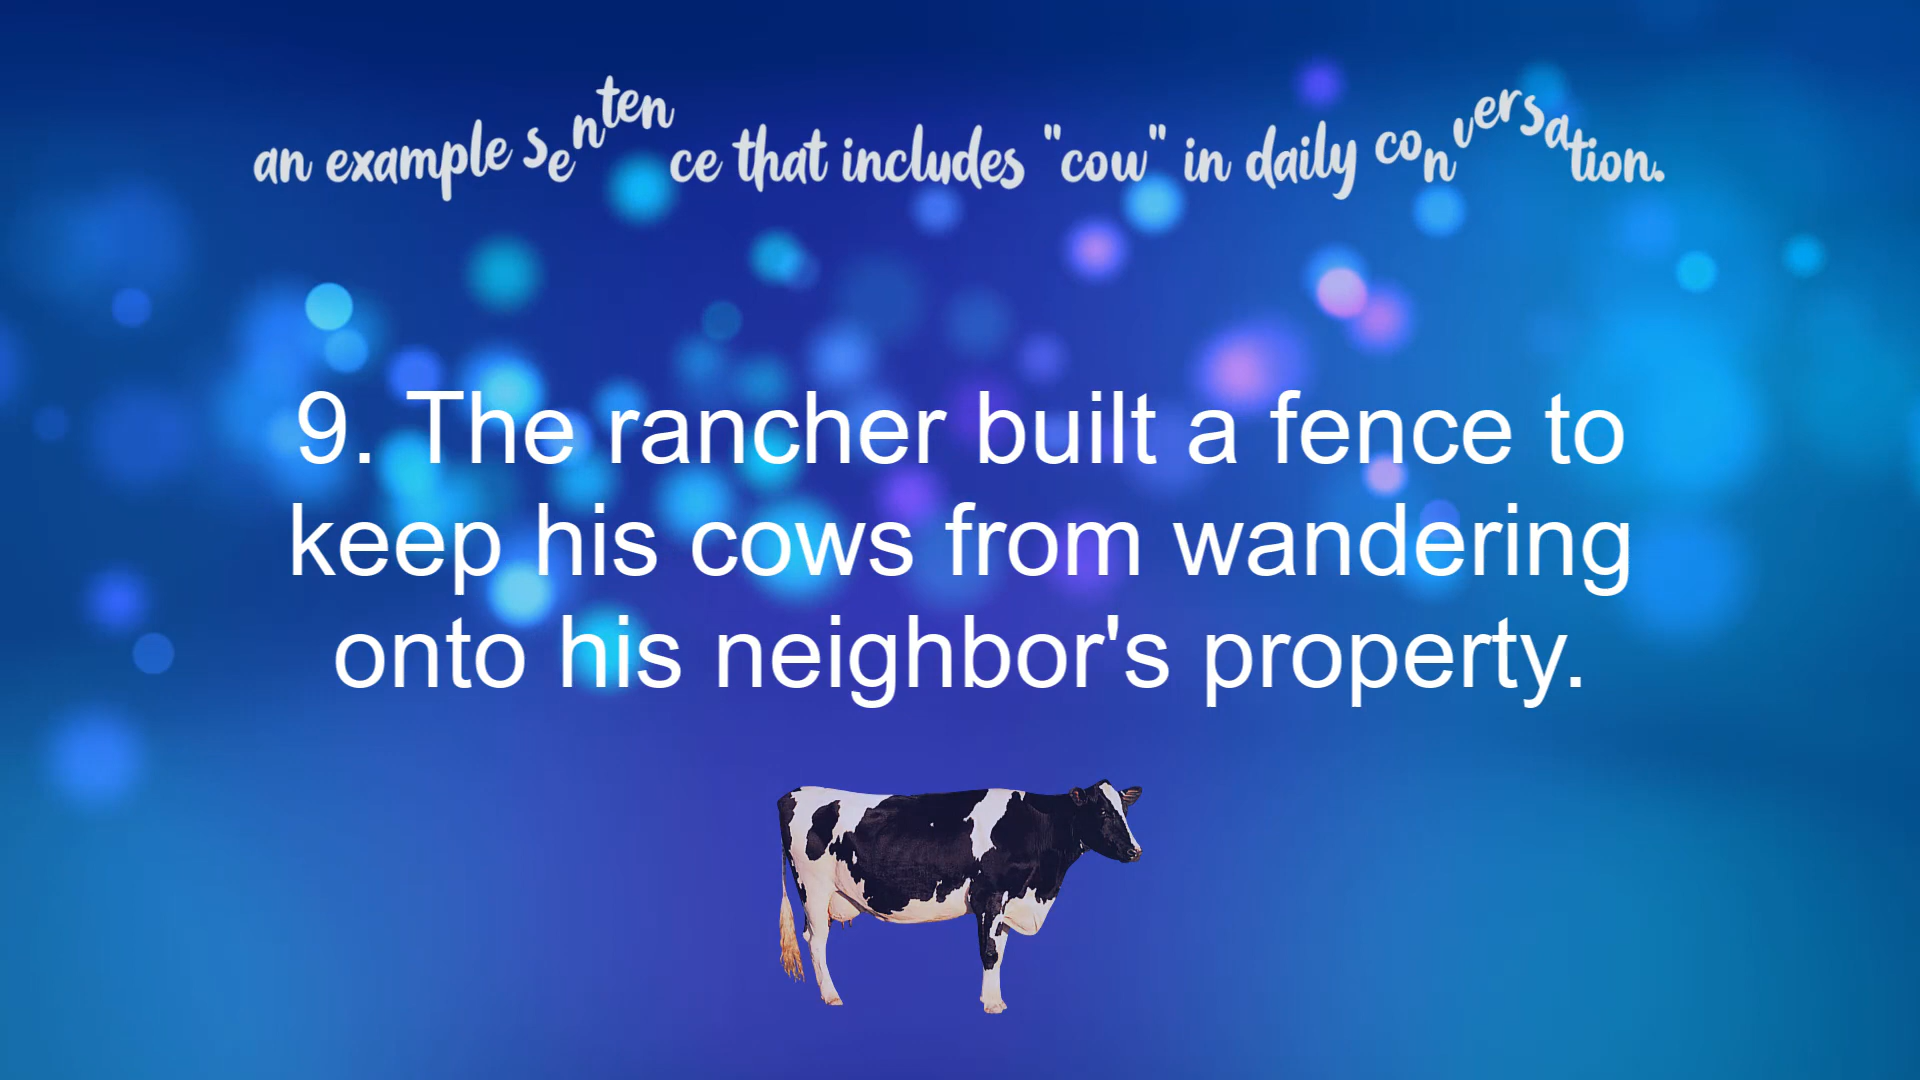 an example sentence that includes "cow" in daily conversation.
9. The rancher built a fence to
keep his cows from wandering
onto his neighbor's property.